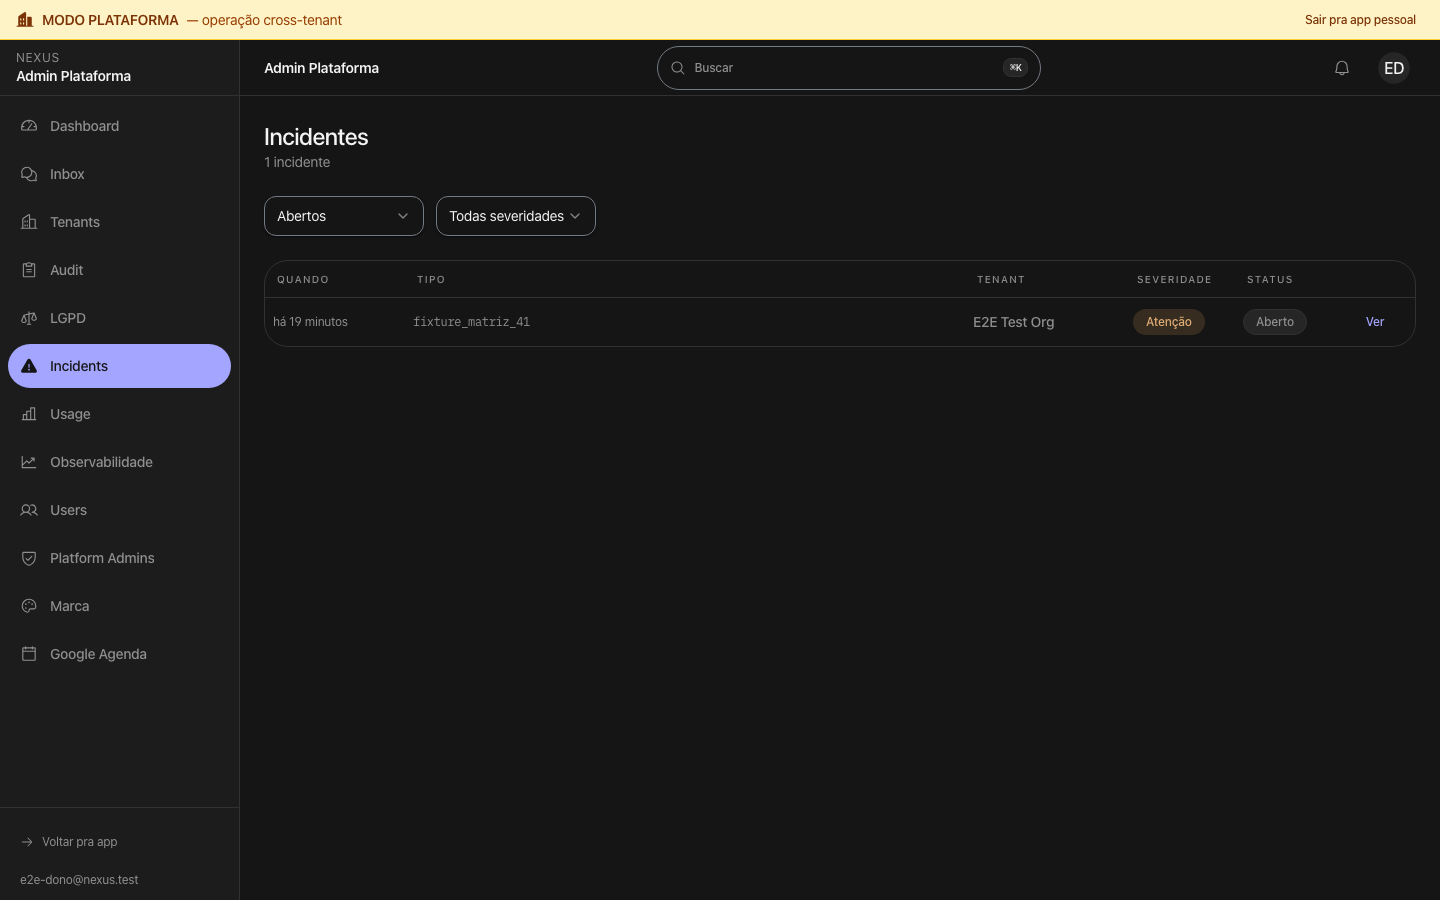 MODO PLATAFORMA — operação cross-tenant
Sair pra app pessoal
NEXUS
Admin Plataforma
Admin Plataforma
Buscar
⌘K
ED
Dashboard
Inbox
Tenants
Audit
LGPD
Incidents
Usage
Observabilidade
Users
Platform Admins
Marca
Google Agenda
Voltar pra app
e2e-dono@nexus.test
Incidentes
1 incidente
Abertos
Todas severidades
QUANDO TIPO TENANT SEVERIDADE STATUS
há 19 minutos fixture_matriz_41 E2E Test Org Atenção Aberto Ver